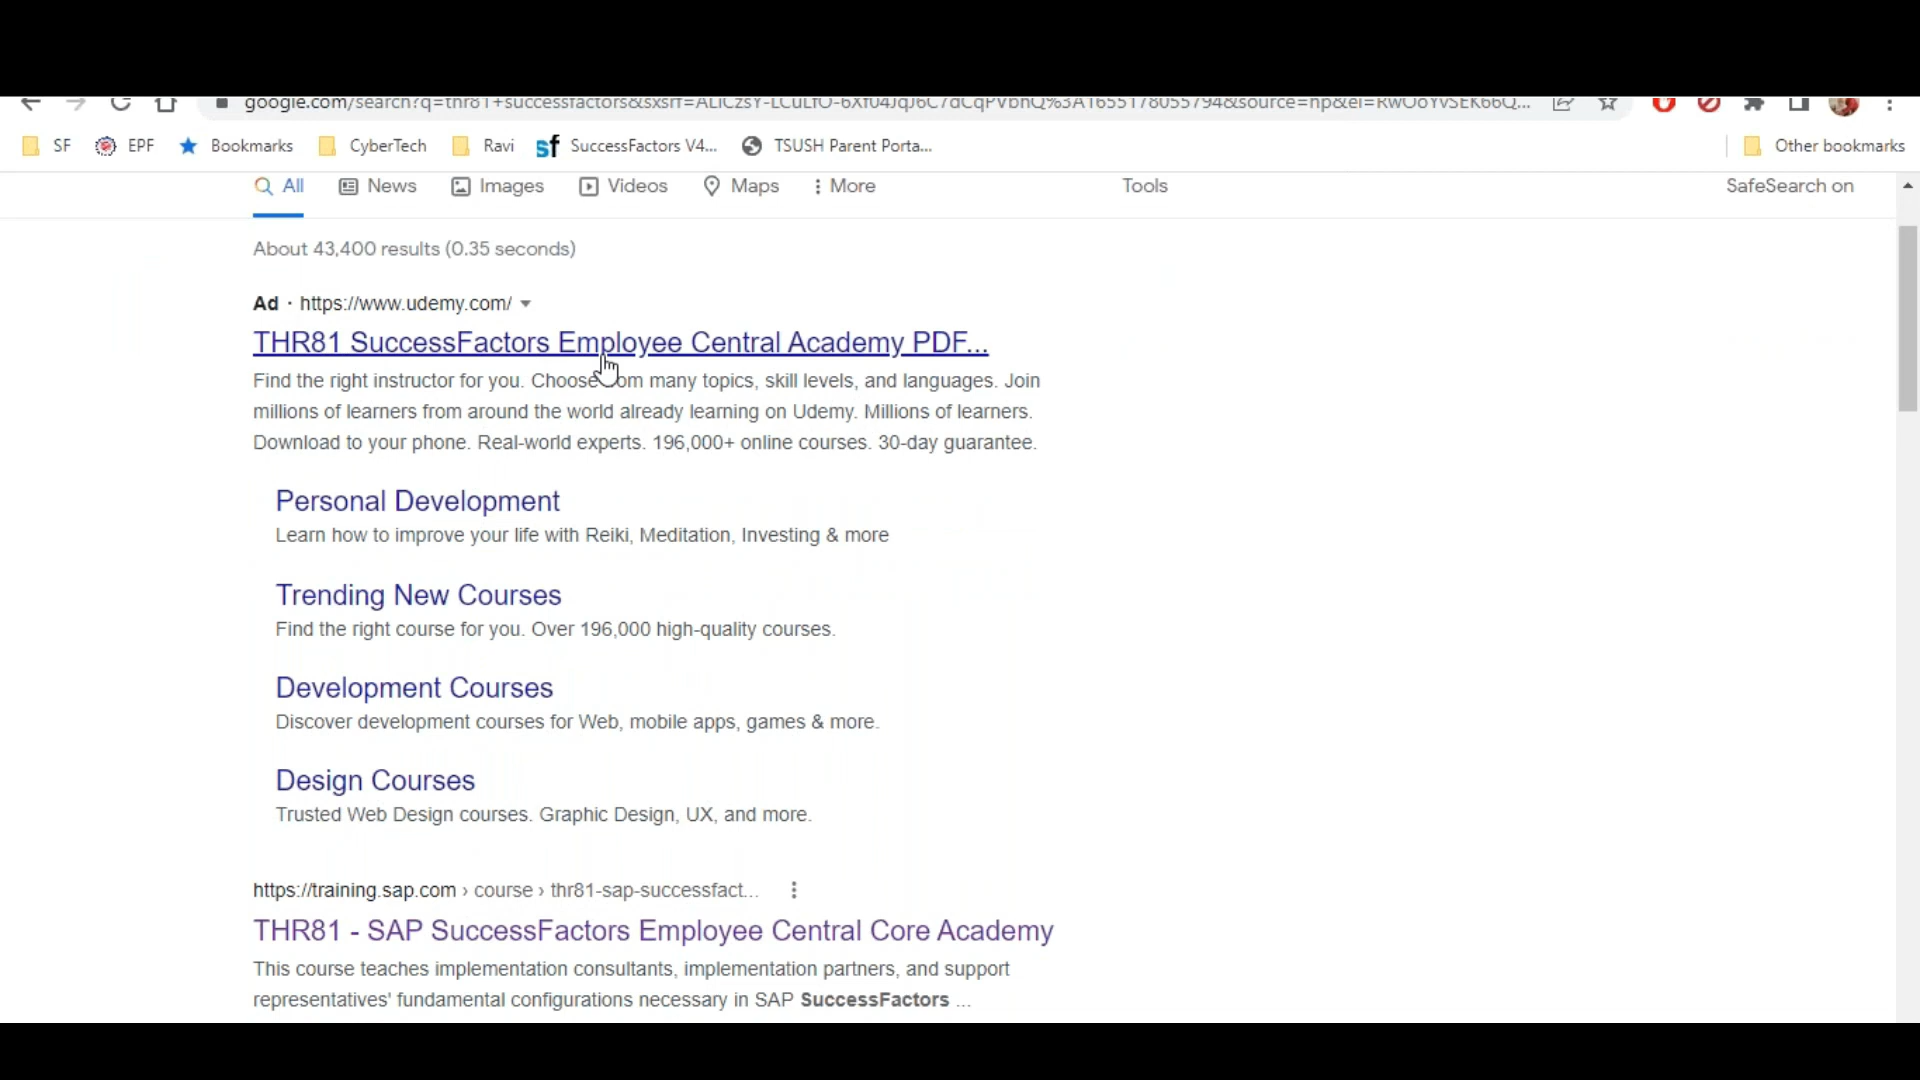 google.com/search?q=thr81+successfactors&sxsrf=
SF EPF Bookmarks CyberTech Ravi sf SuccessFactors V4... TSUSH Parent Porta... Other bookmarks
All News Images Videos Maps More Tools SafeSearch on
About 43,400 results (0.35 seconds)
Ad · https://www.udemy.com/
THR81 SuccessFactors Employee Central Academy PDF...
Find the right instructor for you. Choose om many topics, skill levels, and languages. Join
millions of learners from around the world already learning on Udemy. Millions of learners.
Download to your phone. Real-world experts. 196,000+ online courses. 30-day guarantee.
Personal Development
Learn how to improve your life with Reiki, Meditation, Investing & more
Trending New Courses
Find the right course for you. Over 196,000 high-quality courses.
Development Courses
Discover development courses for Web, mobile apps, games & more.
Design Courses
Trusted Web Design courses. Graphic Design, UX, and more.
https://training.sap.com › course › thr81-sap-successfact...
THR81 - SAP SuccessFactors Employee Central Core Academy
This course teaches implementation consultants, implementation partners, and support
representatives' fundamental configurations necessary in SAP SuccessFactors ...